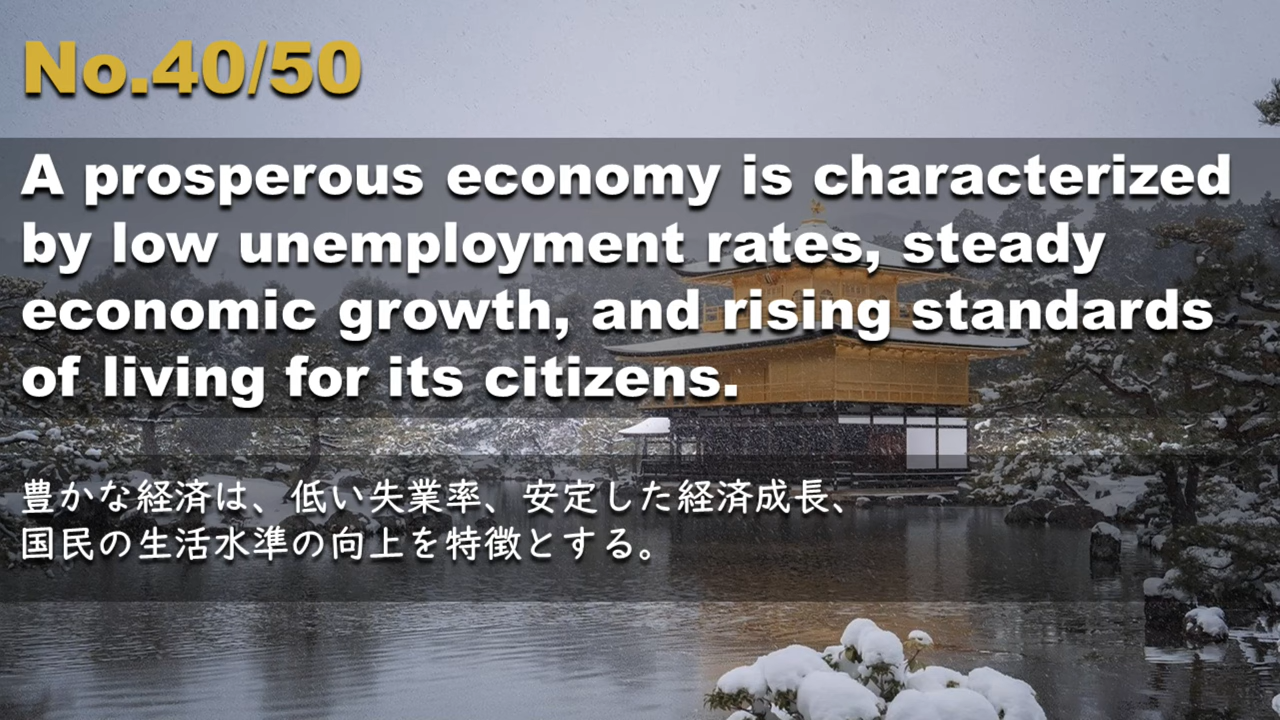 No.40/50
A prosperous economy is characterized
by low unemployment rates, steady
economic growth, and rising standards
of living for its citizens.
豊かな経済は、低い失業率、安定した経済成長、
国民の生活水準の向上を特徴とする。